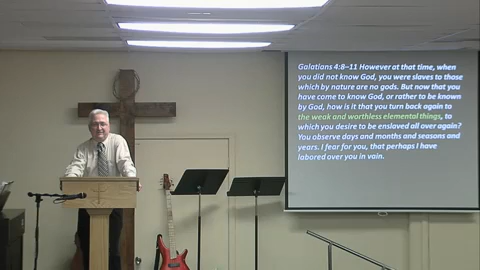 Galatians 4:8–11 However at that time, when
you did not know God, you were slaves to those
which by nature are no gods. But now that you
have come to know God, or rather to be known
by God, how is it that you turn back again to
the weak and worthless elemental things, to
which you desire to be enslaved all over again?
You observe days and months and seasons and
years. I fear for you, that perhaps I have
labored over you in vain.